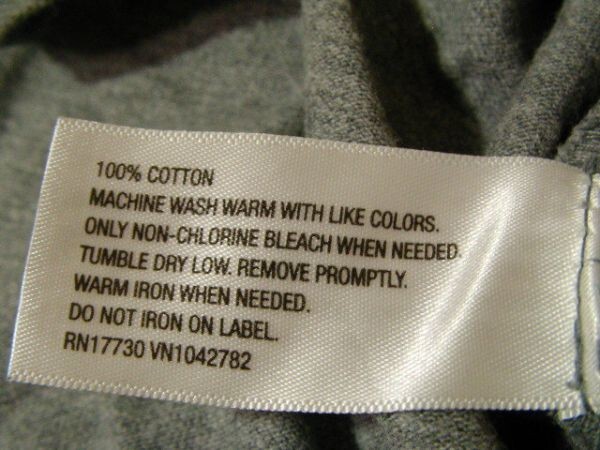 100% COTTON
MACHINE WASH WARM WITH LIKE COLORS.
ONLY NON-CHLORINE BLEACH WHEN NEEDED.
TUMBLE DRY LOW. REMOVE PROMPTLY.
WARM IRON WHEN NEEDED.
DO NOT IRON ON LABEL.
RN17730 VN1042782